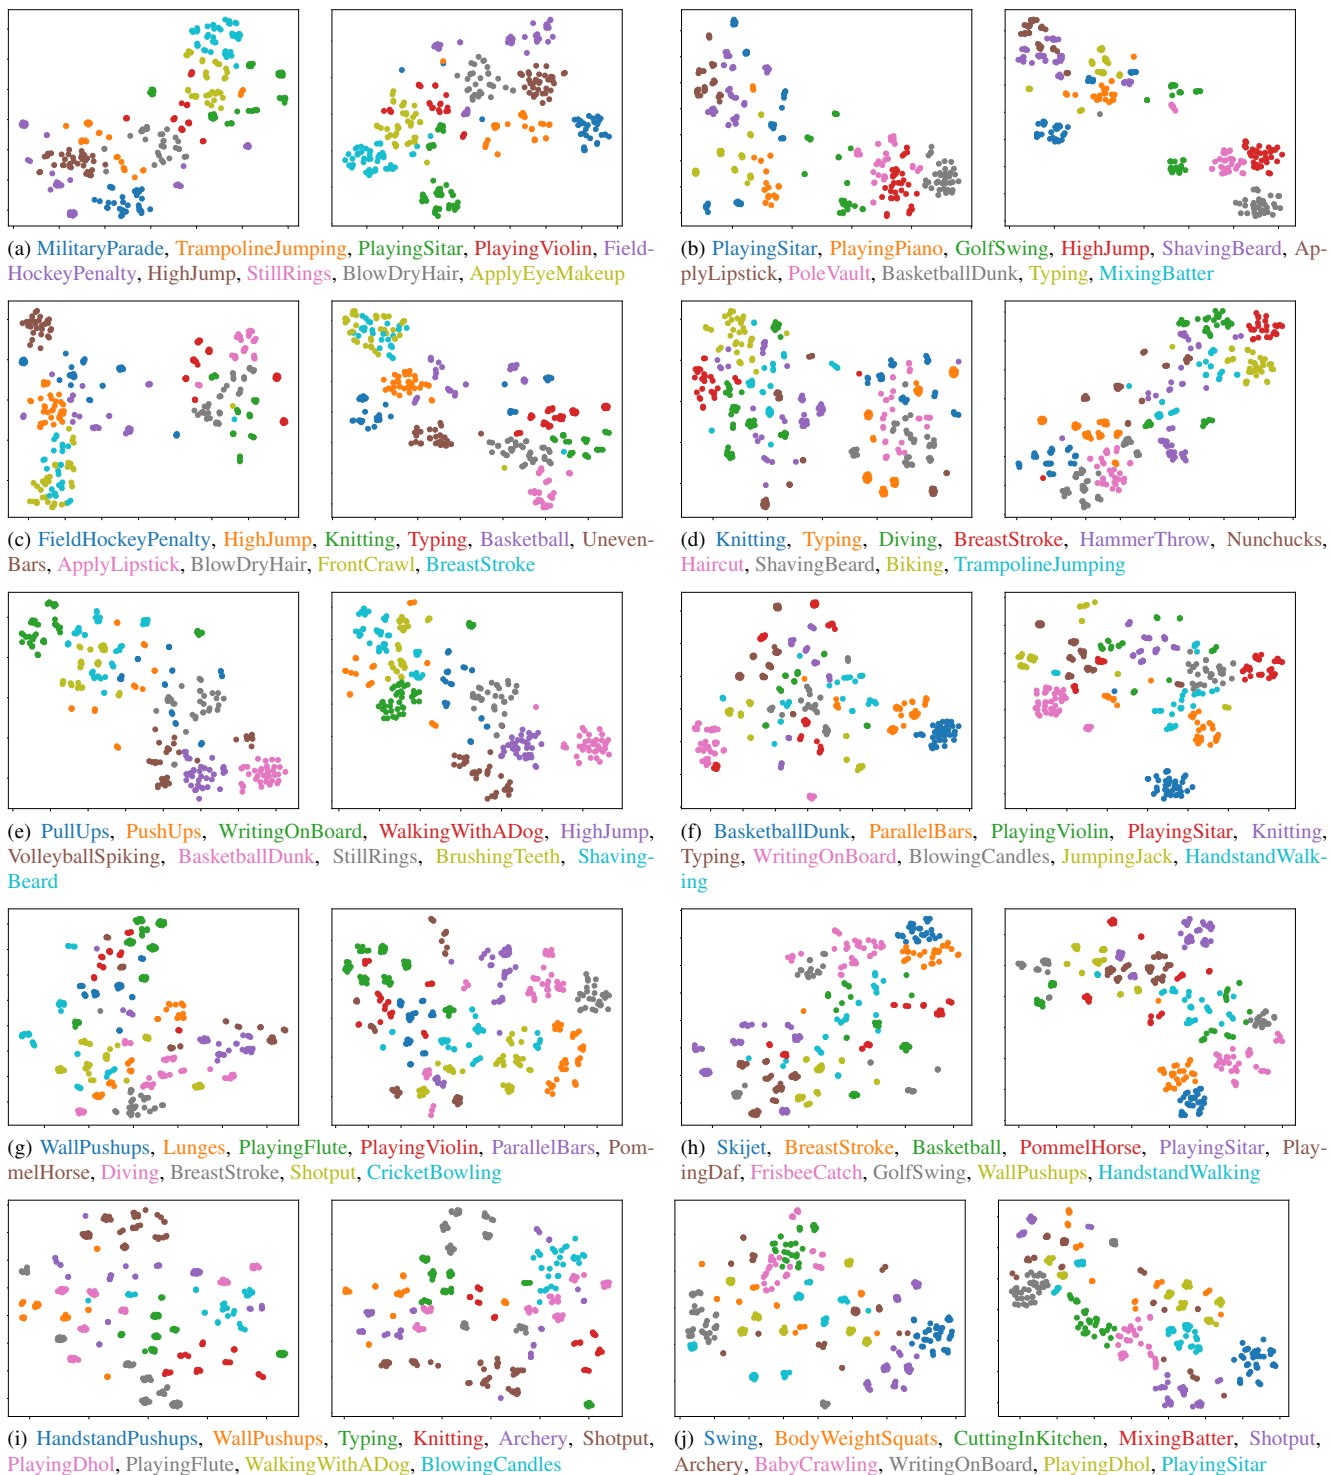 (a) MilitaryParade, TrampolineJumping, PlayingSitar, PlayingViolin, Field-
HockeyPenalty, HighJump, StillRings, BlowDryHair, ApplyEyeMakeup
(b) PlayingSitar, PlayingPiano, GolfSwing, HighJump, ShavingBeard, Ap-
plyLipstick, PoleVault, BasketballDunk, Typing, MixingBatter
(c) FieldHockeyPenalty, HighJump, Knitting, Typing, Basketball, Uneven-
Bars, ApplyLipstick, BlowDryHair, FrontCrawl, BreastStroke
(d) Knitting, Typing, Diving, BreastStroke, HammerThrow, Nunchucks,
Haircut, ShavingBeard, Biking, TrampolineJumping
(e) PullUps, PushUps, WritingOnBoard, WalkingWithADog, HighJump,
VolleyballSpiking, BasketballDunk, StillRings, BrushingTeeth, Shaving-
Beard
(f) BasketballDunk, ParallelBars, PlayingViolin, PlayingSitar, Knitting,
Typing, WritingOnBoard, BlowingCandles, JumpingJack, HandstandWalk-
ing
(g) WallPushups, Lunges, PlayingFlute, PlayingViolin, ParallelBars, Pom-
melHorse, Diving, BreastStroke, Shotput, CricketBowling
(h) Skijet, BreastStroke, Basketball, PommelHorse, PlayingSitar, Play-
ingDaf, FrisbeeCatch, GolfSwing, WallPushups, HandstandWalking
(i) HandstandPushups, WallPushups, Typing, Knitting, Archery, Shotput,
PlayingDhol, PlayingFlute, WalkingWithADog, BlowingCandles
(j) Swing, BodyWeightSquats, CuttingInKitchen, MixingBatter, Shotput,
Archery, BabyCrawling, WritingOnBoard, PlayingDhol, PlayingSitar